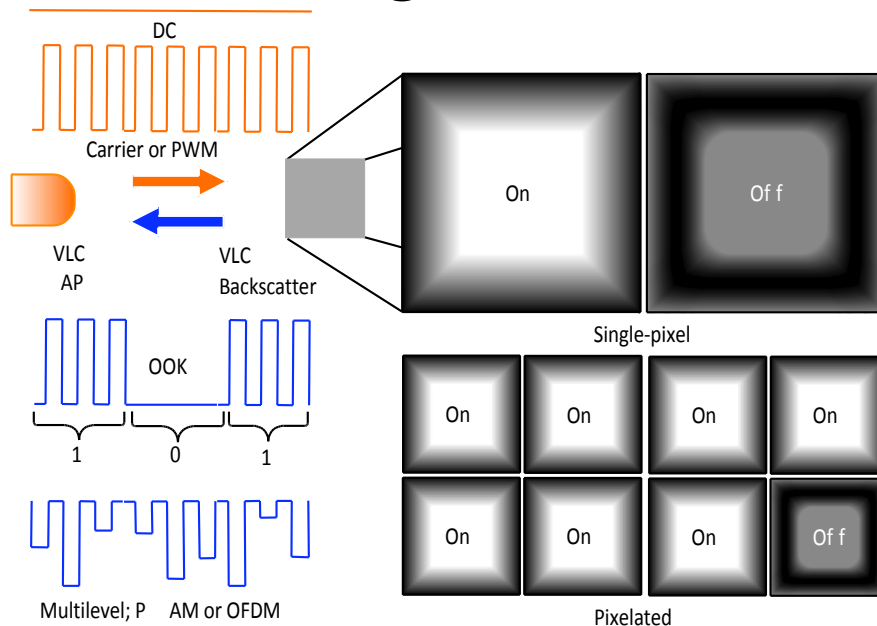 DC
Carrier or PWM
VLC
AP
VLC
Backscatter
OOK
1 0 1
Multilevel; P AM or OFDM
On Of f
Single-pixel
On On On On
On On On Of f
Pixelated